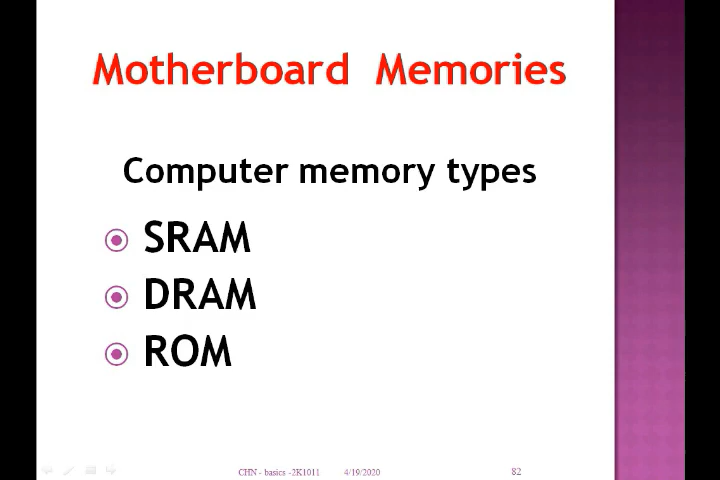 Motherboard Memories
Computer memory types
SRAM
DRAM
ROM
CHN - basics -2K1011 4/19/2020 82